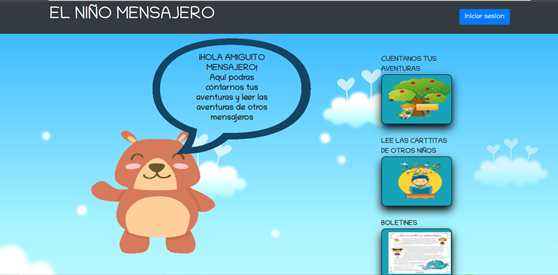 EL NIÑO MENSAJERO
Iniciar sesion
¡HOLA AMIGUITO
MENSAJERO!
Aquí podras
contarnos tus
aventuras y leer las
aventuras de otros
mensajeros
CUENTANOS TUS
AVENTURAS
LEE LAS CARTTITAS
DE OTROS NIÑOS
BOLETINES